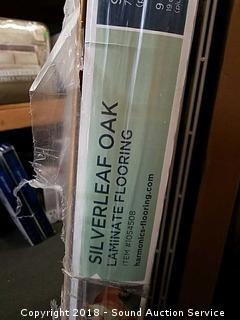 SILVERLEAF OAK
LAMINATE FLOORING
ITEM #1054508
harmonics-flooring.com
Copyright 2018 - Sound Auction Service